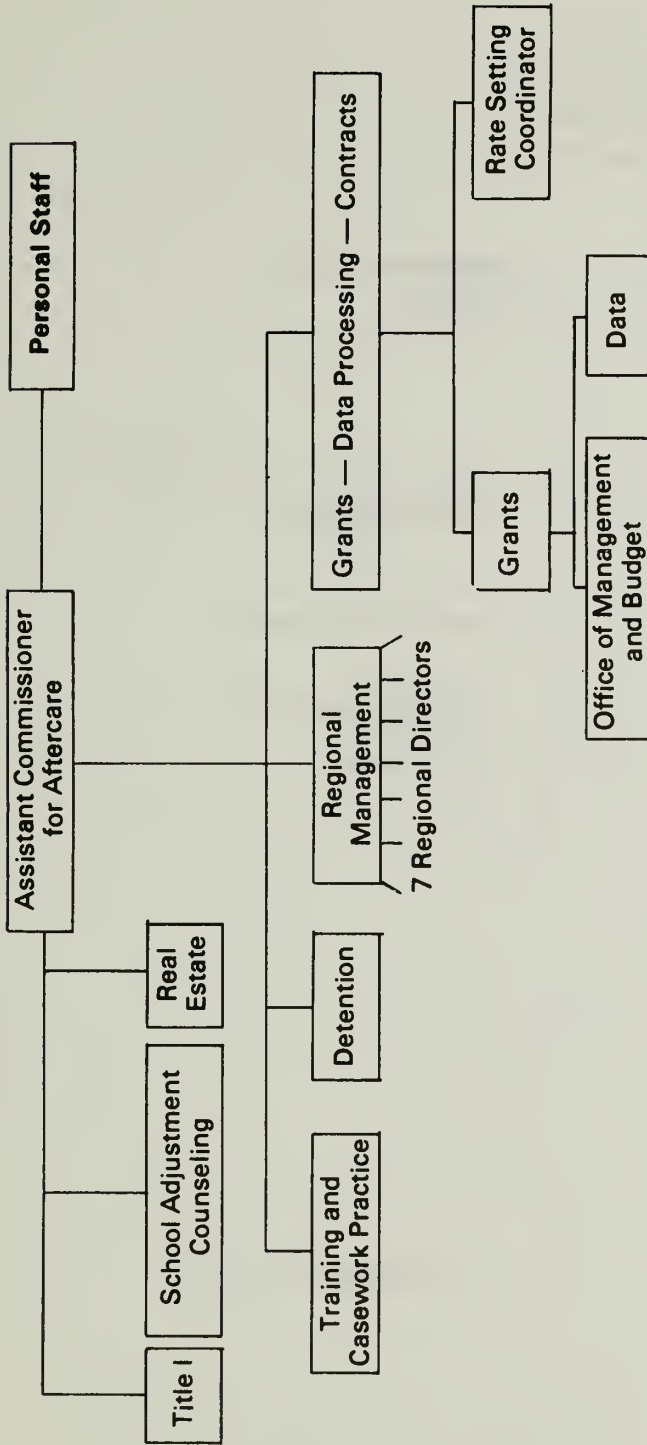 Assistant Commissioner
for Aftercare
Personal Staff
Title I
School Adjustment
Counseling
Real
Estate
Training and
Casework Practice
Detention
Regional
Management
7 Regional Directors
Grants — Data Processing — Contracts
Grants
Rate Setting
Coordinator
Office of Management
and Budget
Data